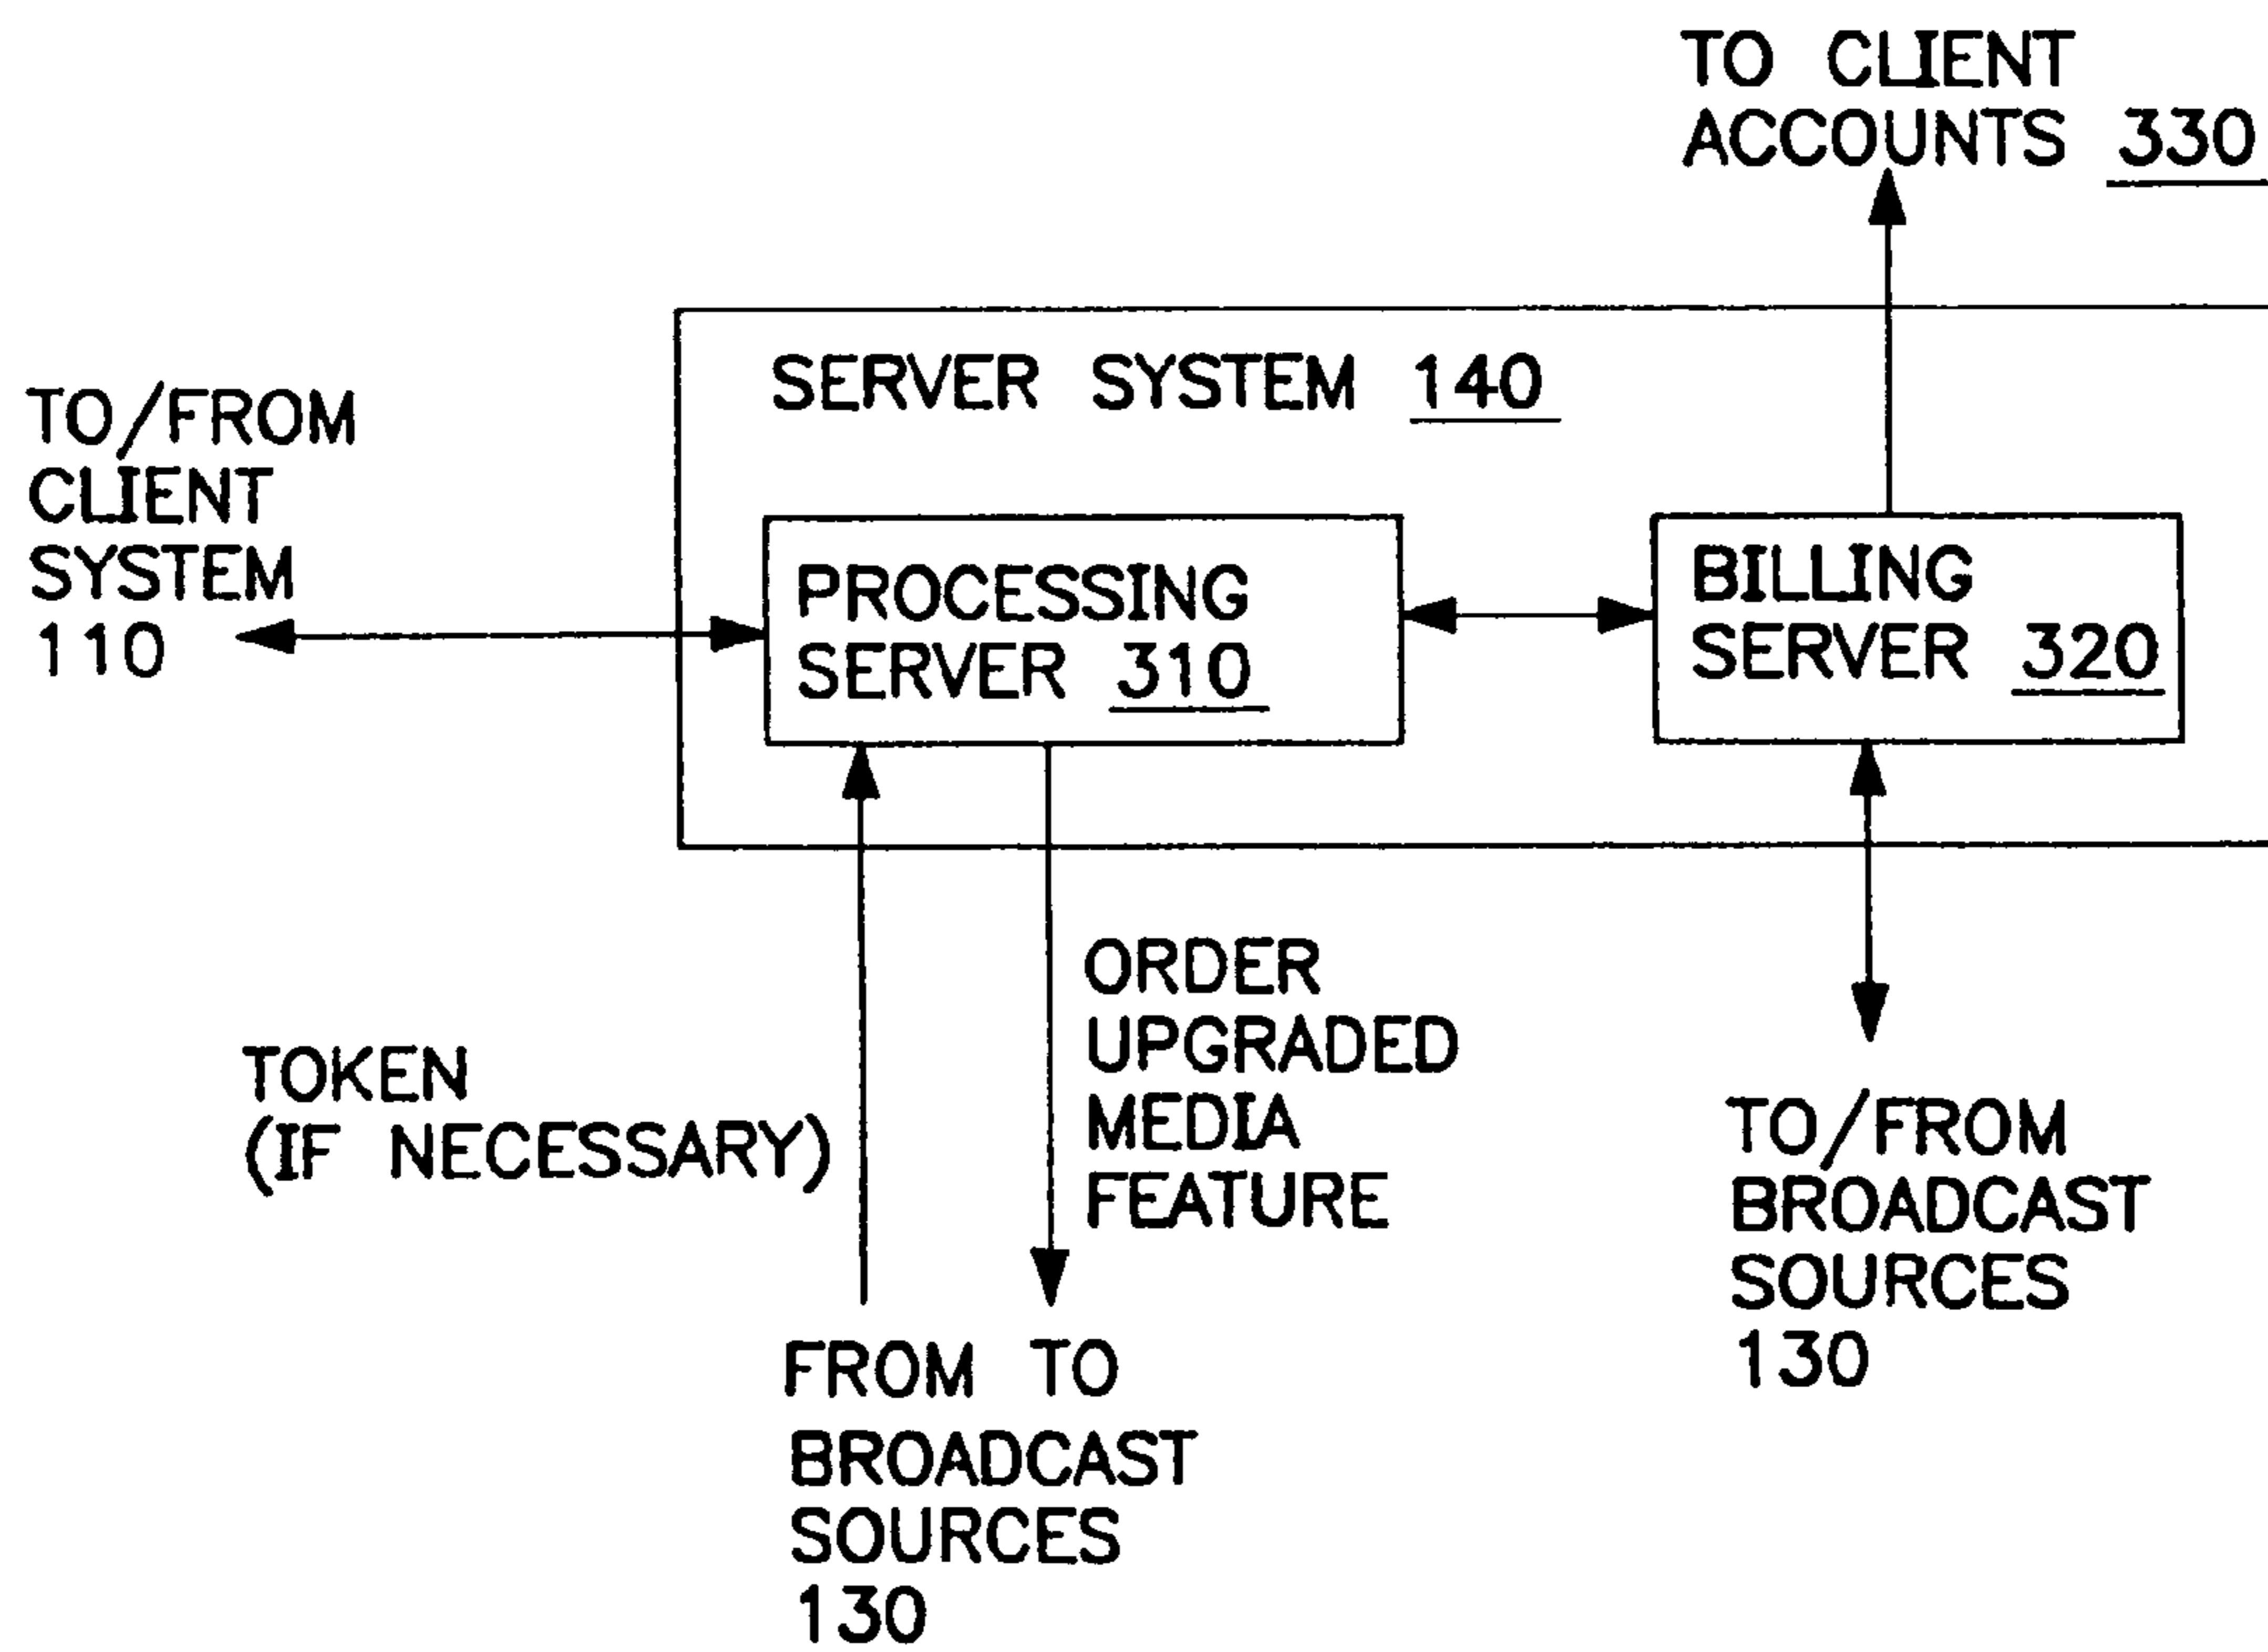 TO CLIENT
ACCOUNTS 330
SERVER SYSTEM 140
TO/FROM
CLIENT
SYSTEM
110
PROCESSING
SERVER 310
BILLING
SERVER 320
ORDER
UPGRADED
MEDIA
FEATURE
TOKEN
(IF NECESSARY)
TO/FROM
BROADCAST
SOURCES
130
FROM TO
BROADCAST
SOURCES
130